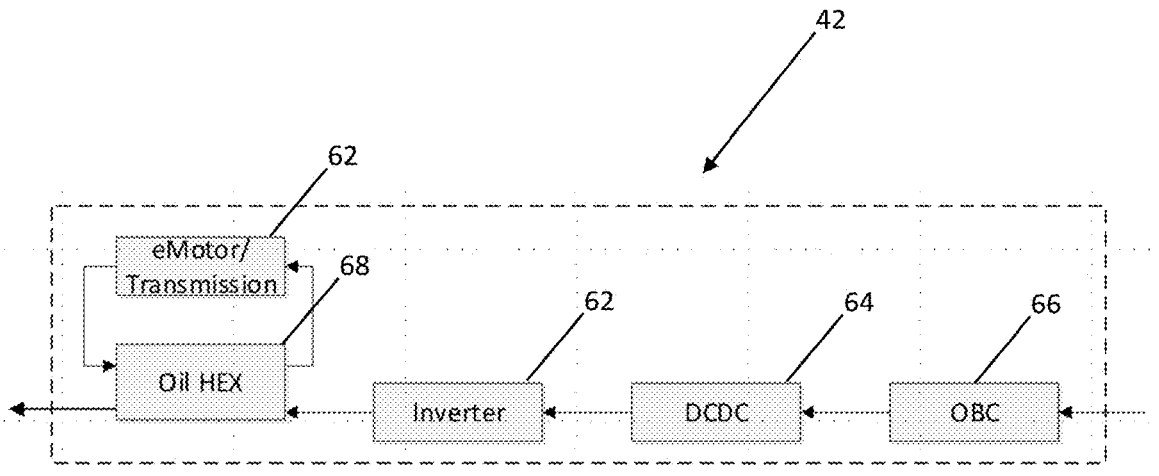 42
62
eMotor/
Transmission
68
Oil HEX
62
Inverter
64
DCDC
66
OBC